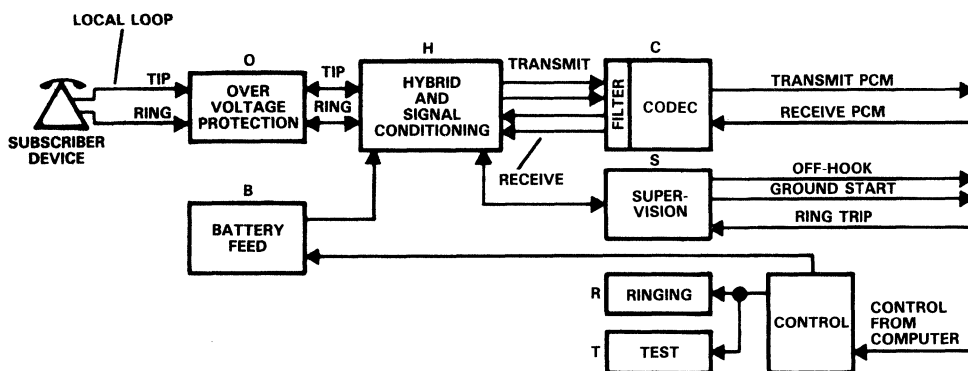 LOCAL LOOP
TIP
RING
SUBSCRIBER
DEVICE
O
OVER
VOLTAGE
PROTECTION
TIP
RING
H
HYBRID
AND
SIGNAL
CONDITIONING
TRANSMIT
RECEIVE
C
FILTER
CODEC
TRANSMIT PCM
RECEIVE PCM
S
SUPER-
VISION
OFF-HOOK
GROUND START
RING TRIP
B
BATTERY
FEED
R
RINGING
T
TEST
CONTROL
CONTROL
FROM
COMPUTER